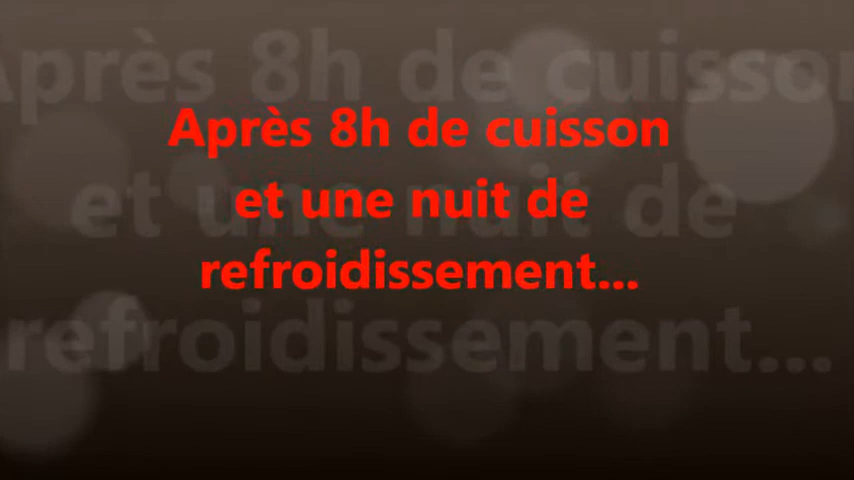 Après 8h de cuisson
et une nuit de
refroidissement...